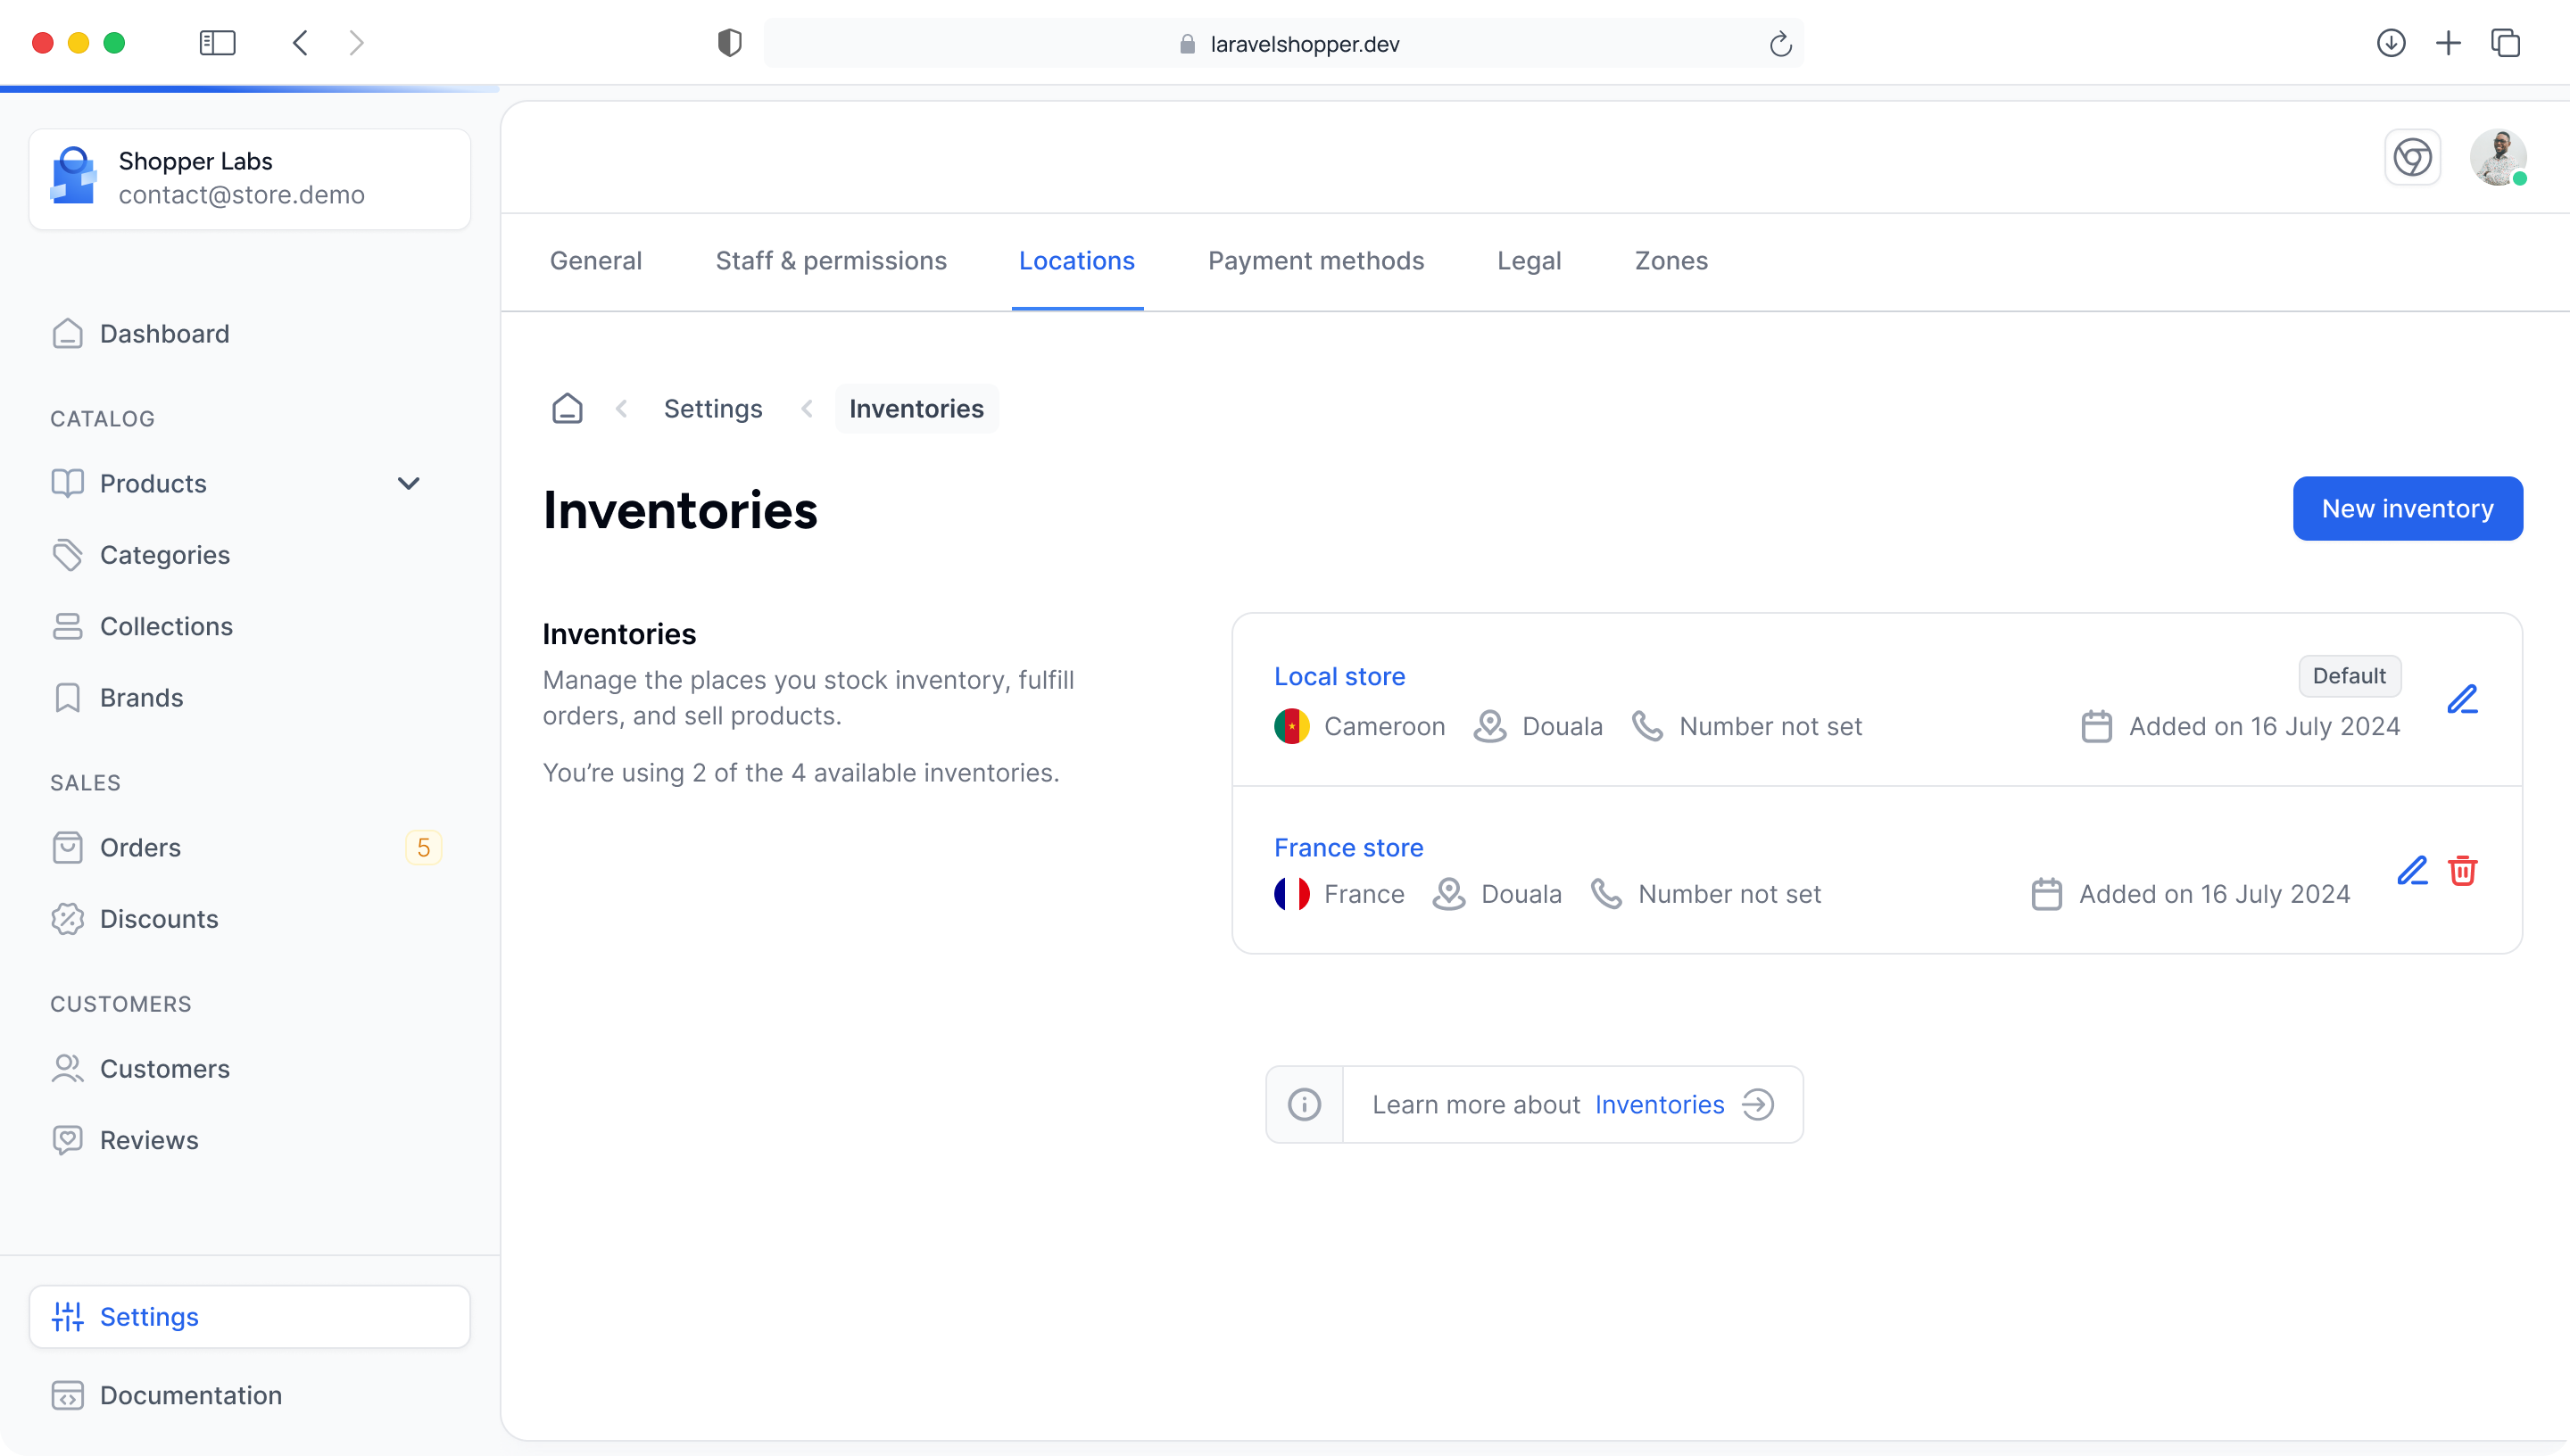 laravelshopper.dev
Shopper Labs
contact@store.demo
Dashboard
CATALOG
Products
Categories
Collections
Brands
SALES
Orders 5
Discounts
CUSTOMERS
Customers
Reviews
Settings
Documentation
General Staff & permissions Locations Payment methods Legal Zones
Settings Inventories
Inventories
New inventory
Inventories
Manage the places you stock inventory, fulfill
orders, and sell products.
You’re using 2 of the 4 available inventories.
Local store Default
Cameroon Douala Number not set Added on 16 July 2024
France store
France Douala Number not set Added on 16 July 2024
Learn more about Inventories